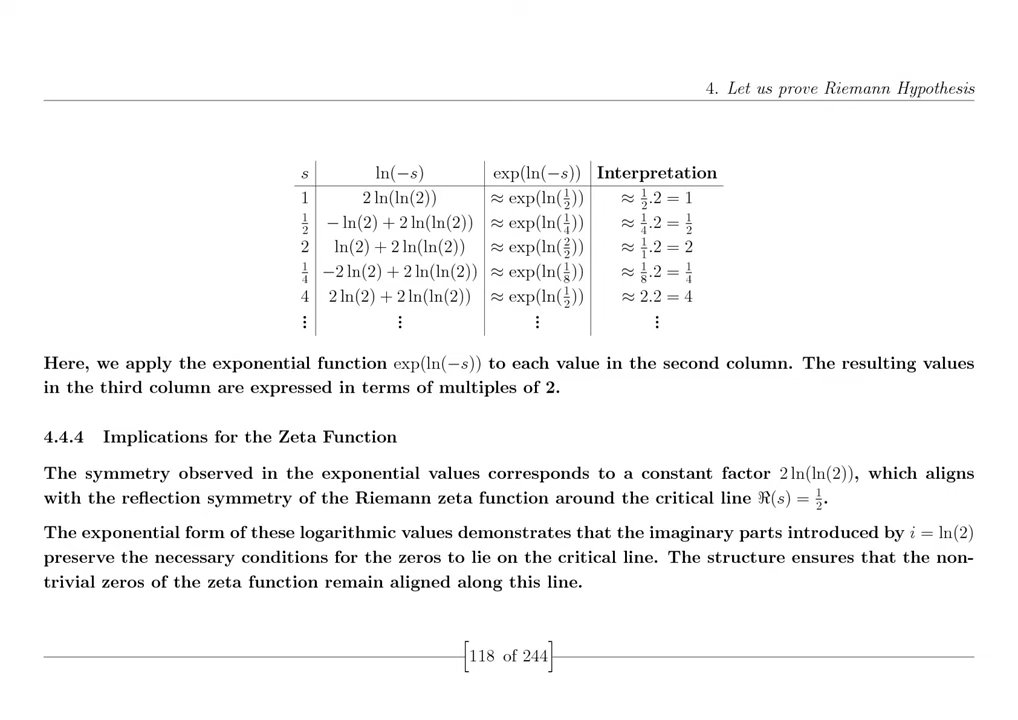 4. Let us prove Riemann Hypothesis
s ln(−s) exp(ln(−s)) Interpretation
1 2 ln(ln(2)) ≈ exp(ln(1/2)) ≈ 1/2.2 = 1
1/2 − ln(2) + 2 ln(ln(2)) ≈ exp(ln(1/4)) ≈ 1/4.2 = 1/2
2 ln(2) + 2 ln(ln(2)) ≈ exp(ln(2/2)) ≈ 1/1.2 = 2
1/4 −2 ln(2) + 2 ln(ln(2)) ≈ exp(ln(1/8)) ≈ 1/8.2 = 1/4
4 2 ln(2) + 2 ln(ln(2)) ≈ exp(ln(1/2)) ≈ 2.2 = 4
⋮ ⋮ ⋮ ⋮
Here, we apply the exponential function exp(ln(−s)) to each value in the second column. The resulting values
in the third column are expressed in terms of multiples of 2.
4.4.4 Implications for the Zeta Function
The symmetry observed in the exponential values corresponds to a constant factor 2 ln(ln(2)), which aligns
with the reflection symmetry of the Riemann zeta function around the critical line ℜ(s) = 1/2.
The exponential form of these logarithmic values demonstrates that the imaginary parts introduced by i = ln(2)
preserve the necessary conditions for the zeros to lie on the critical line. The structure ensures that the non-
trivial zeros of the zeta function remain aligned along this line.
[118 of 244]